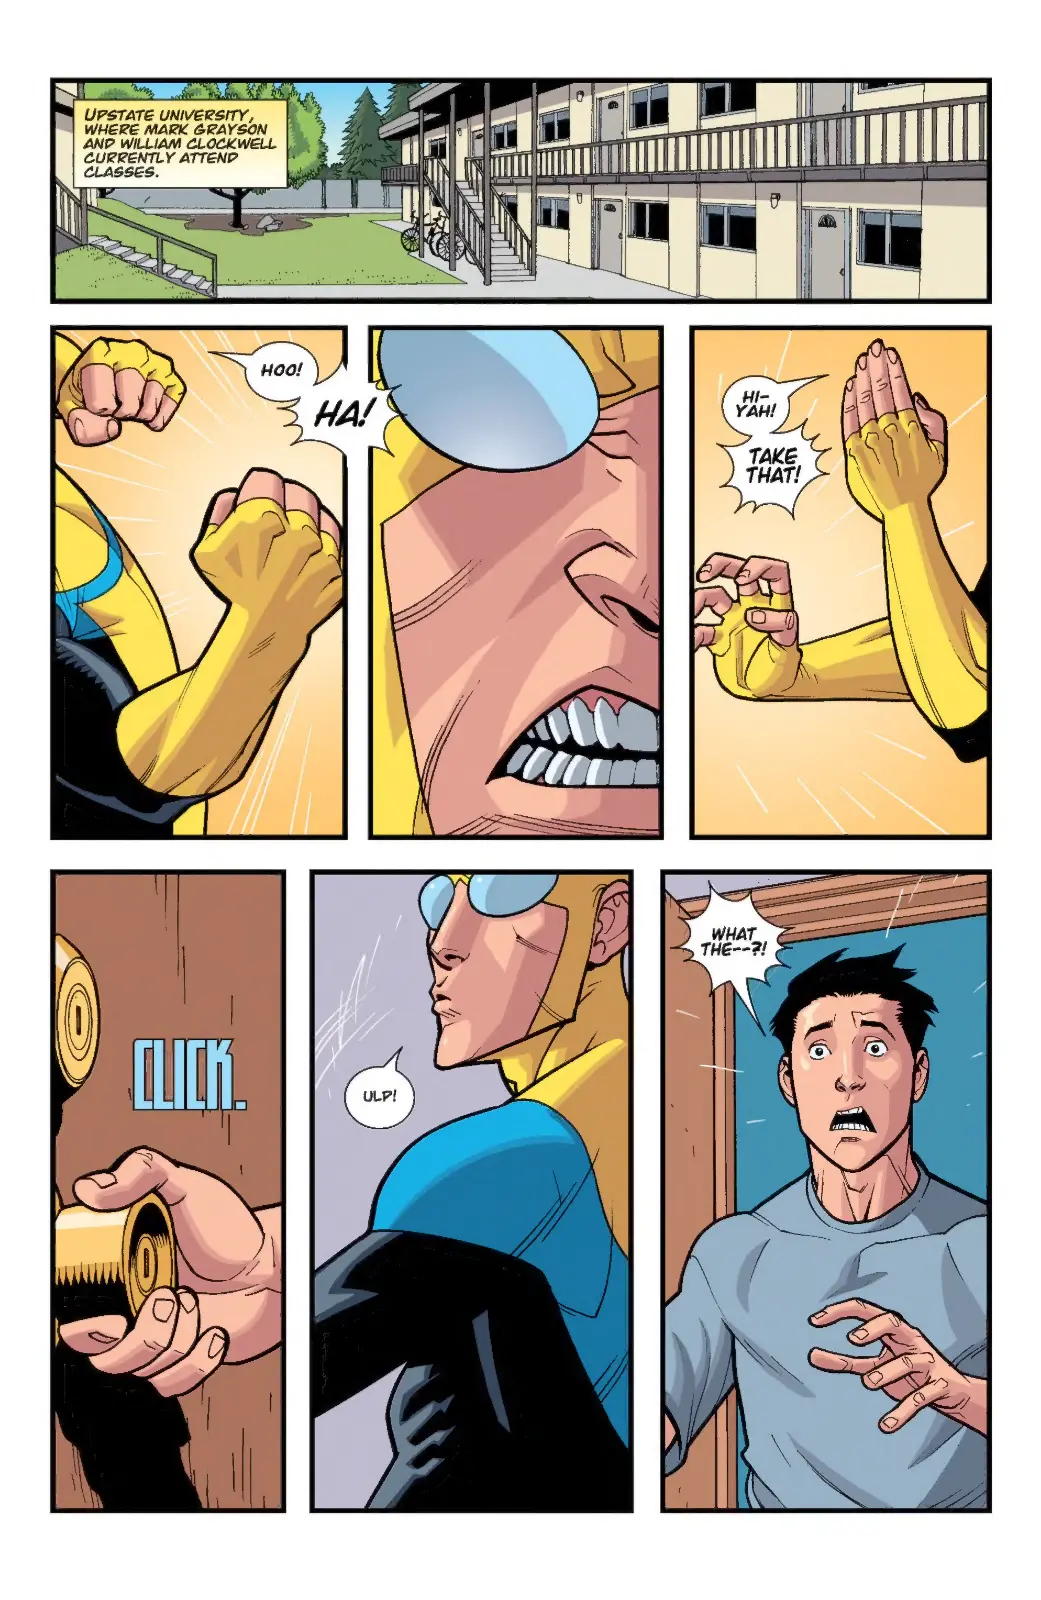 UPSTATE UNIVERSITY,
WHERE MARK GRAYSON
AND WILLIAM CLOCKWELL
CURRENTLY ATTEND
CLASSES.
HOO!
HA!
HI-
YAH!
TAKE
THAT!
CLICK.
ULP!
WHAT
THE--?!